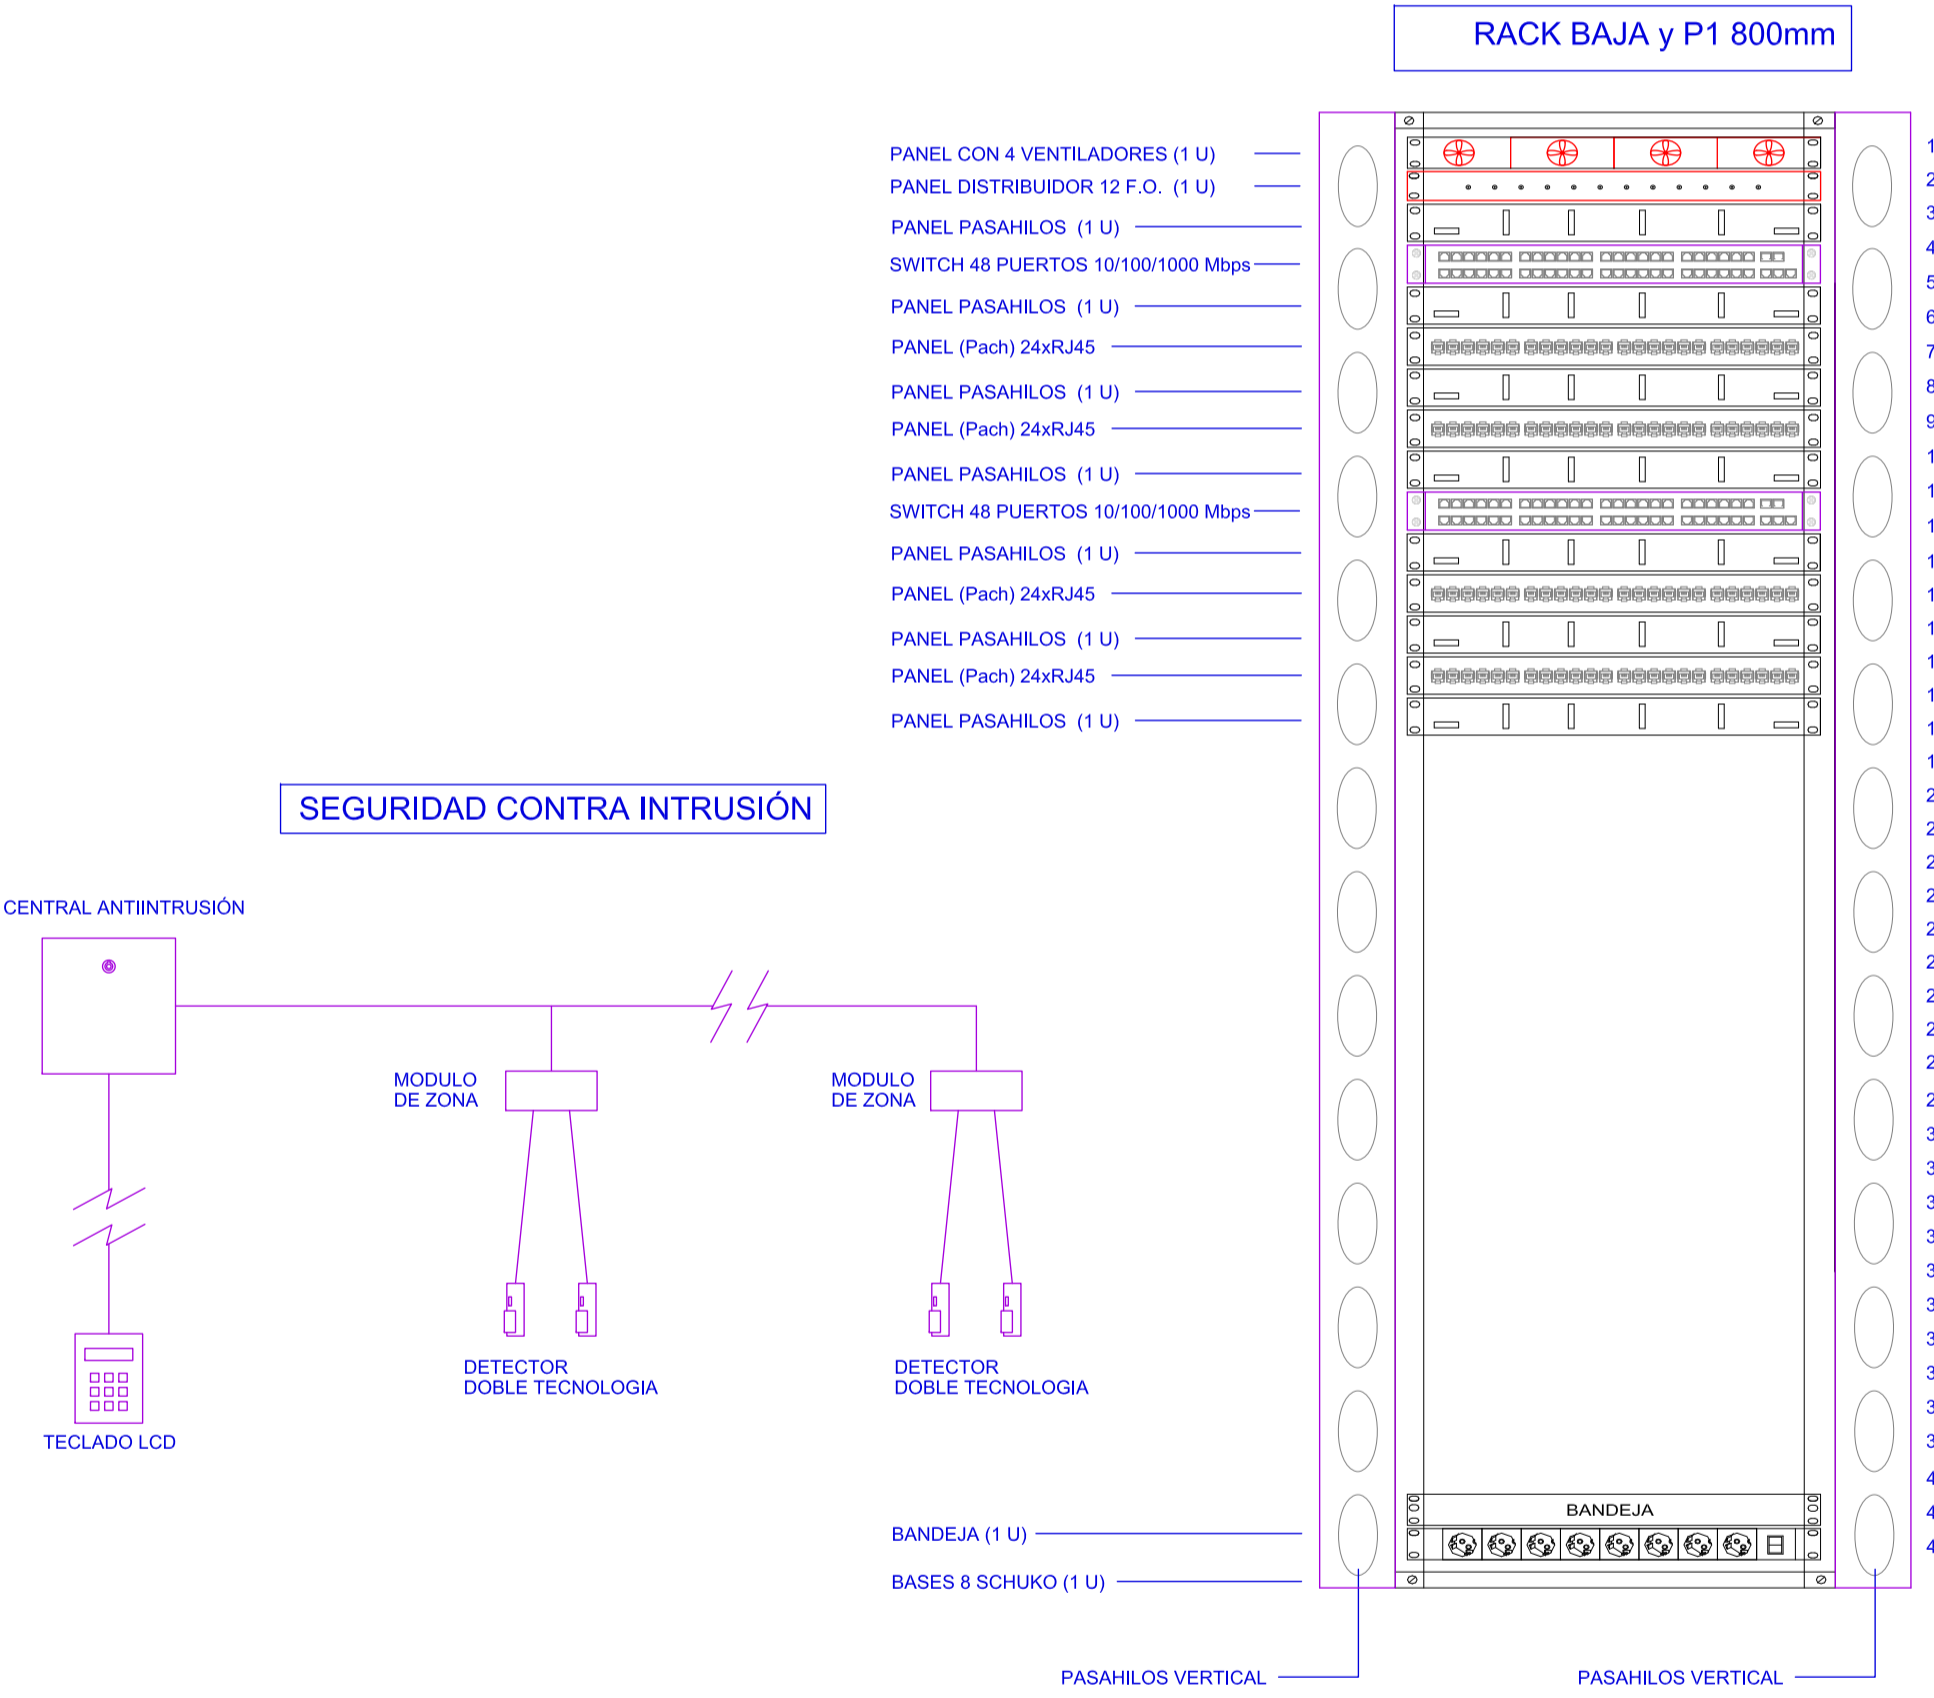 RACK BAJA y P1 800mm
PANEL CON 4 VENTILADORES (1 U)
PANEL DISTRIBUIDOR 12 F.O. (1 U)
PANEL PASAHILOS (1 U)
SWITCH 48 PUERTOS 10/100/1000 Mbps
PANEL PASAHILOS (1 U)
PANEL (Pach) 24xRJ45
PANEL PASAHILOS (1 U)
PANEL (Pach) 24xRJ45
PANEL PASAHILOS (1 U)
SWITCH 48 PUERTOS 10/100/1000 Mbps
PANEL PASAHILOS (1 U)
PANEL (Pach) 24xRJ45
PANEL PASAHILOS (1 U)
PANEL (Pach) 24xRJ45
PANEL PASAHILOS (1 U)
SEGURIDAD CONTRA INTRUSIÓN
CENTRAL ANTIINTRUSIÓN
MODULO
DE ZONA
MODULO
DE ZONA
DETECTOR
DOBLE TECNOLOGIA
DETECTOR
DOBLE TECNOLOGIA
TECLADO LCD
BANDEJA
BANDEJA (1 U)
BASES 8 SCHUKO (1 U)
PASAHILOS VERTICAL
PASAHILOS VERTICAL